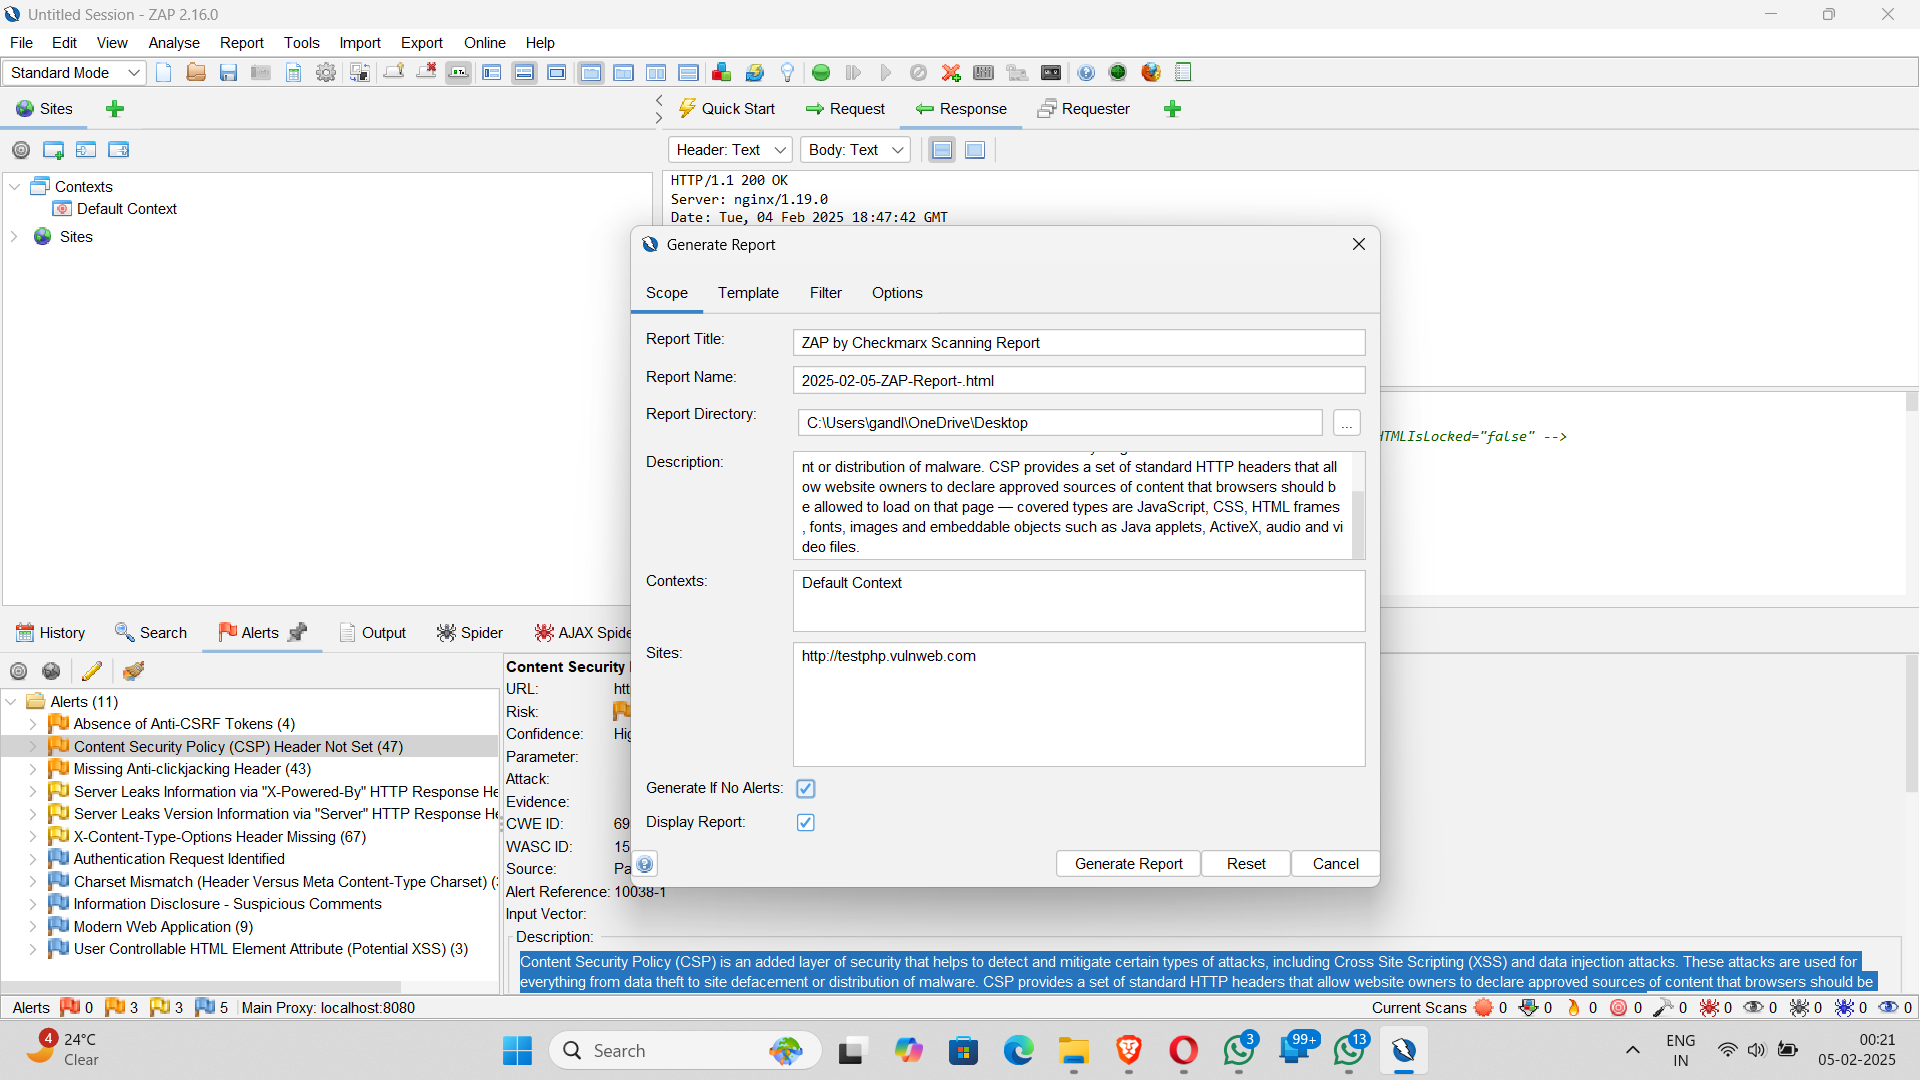 Untitled Session - ZAP 2.16.0
File Edit View Analyse Report Tools Import Export Online Help
Standard Mode
Sites
Quick Start Request Response Requester
Header: Text Body: Text
Contexts
Default Context
Sites
HTTP/1.1 200 OK
Server: nginx/1.19.0
Date: Tue, 04 Feb 2025 18:47:42 GMT
HTMLIsLocked="false" -->
Generate Report
Scope Template Filter Options
Report Title: ZAP by Checkmarx Scanning Report
Report Name: 2025-02-05-ZAP-Report-.html
Report Directory: C:\Users\gandl\OneDrive\Desktop ...
Description:
nt or distribution of malware. CSP provides a set of standard HTTP headers that all
ow website owners to declare approved sources of content that browsers should b
e allowed to load on that page — covered types are JavaScript, CSS, HTML frames
, fonts, images and embeddable objects such as Java applets, ActiveX, audio and vi
deo files.
Contexts: Default Context
Sites: http://testphp.vulnweb.com
Generate If No Alerts:
Display Report:
Generate Report Reset Cancel
History Search Alerts Output Spider AJAX Spide
Alerts (11)
Absence of Anti-CSRF Tokens (4)
Content Security Policy (CSP) Header Not Set (47)
Missing Anti-clickjacking Header (43)
Server Leaks Information via "X-Powered-By" HTTP Response He
Server Leaks Version Information via "Server" HTTP Response He
X-Content-Type-Options Header Missing (67)
Authentication Request Identified
Charset Mismatch (Header Versus Meta Content-Type Charset) (
Information Disclosure - Suspicious Comments
Modern Web Application (9)
User Controllable HTML Element Attribute (Potential XSS) (3)
Content Security
URL: htt
Risk:
Confidence: Hig
Parameter:
Attack:
Evidence:
CWE ID: 69
WASC ID: 15
Source: Pa
Alert Reference: 10038-1
Input Vector:
Description:
Content Security Policy (CSP) is an added layer of security that helps to detect and mitigate certain types of attacks, including Cross Site Scripting (XSS) and data injection attacks. These attacks are used for
everything from data theft to site defacement or distribution of malware. CSP provides a set of standard HTTP headers that allow website owners to declare approved sources of content that browsers should be
Alerts 0 3 3 5 Main Proxy: localhost:8080
Current Scans 0 0 0 0 0 0 0 0 0 0
4 24°C
Clear
Search
3 99+ 13
ENG
IN
00:21
05-02-2025